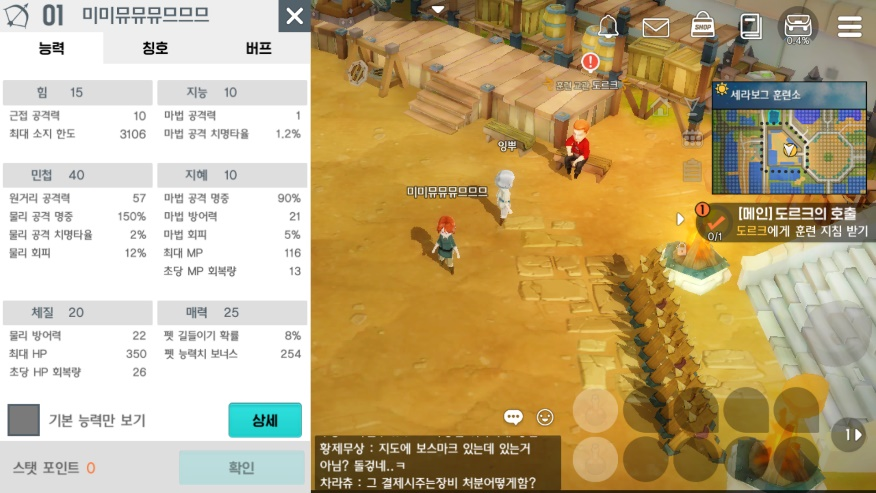 01 미미뮤뮤뮤므므므
능력 칭호 버프
힘 15
근접 공격력 10
최대 소지 한도 3106
지능 10
마법 공격력 1
마법 공격 치명타율 1.2%
민첩 40
원거리 공격력 57
물리 공격 명중 150%
물리 공격 치명타율 2%
물리 회피 12%
지혜 10
마법 공격 명중 90%
마법 방어력 21
마법 회피 5%
최대 MP 116
초당 MP 회복량 13
체질 20
물리 방어력 22
최대 HP 350
초당 HP 회복량 26
매력 25
펫 길들이기 확률 8%
펫 능력치 보너스 254
기본 능력만 보기
상세
스탯 포인트 0
확인
SHOP
0.4%
훈련 교관 도르크
잉뿌
미미뮤뮤뮤므므므
세라보그 훈련소
1
[메인] 도르크의 호출
도르크에게 훈련 지침 받기
0/1
1
황제무상 : 지도에 보스마크 있는데 있는거
아님? 돌겋네..ㅋ
차라츄 : 그 결제시주는장비 처분어떻게함?